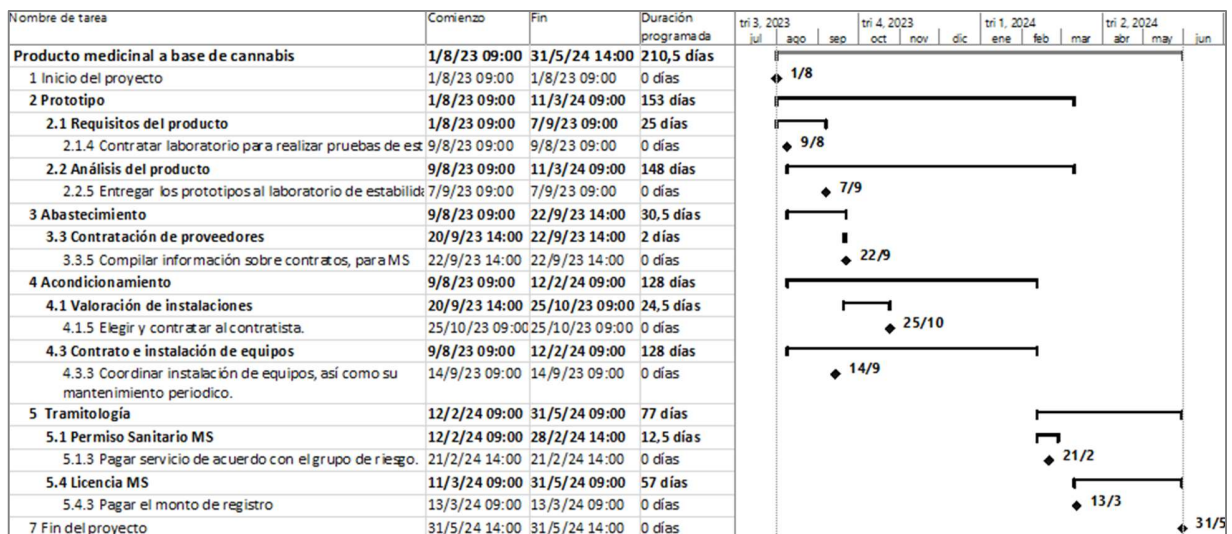 Nombre de tarea Comienzo Fin Duración programada tri 3, 2023 tri 4, 2023 tri 1, 2024 tri 2, 2024
jul ago sep oct nov dic ene feb mar abr may jun
Producto medicinal a base de cannabis 1/8/23 09:00 31/5/24 14:00 210,5 días
1 Inicio del proyecto 1/8/23 09:00 1/8/23 09:00 0 días 1/8
2 Prototipo 1/8/23 09:00 11/3/24 09:00 153 días
2.1 Requisitos del producto 1/8/23 09:00 7/9/23 09:00 25 días
2.1.4 Contratar laboratorio para realizar pruebas de est 9/8/23 09:00 9/8/23 09:00 0 días 9/8
2.2 Análisis del producto 9/8/23 09:00 11/3/24 09:00 148 días
2.2.5 Entregar los prototipos al laboratorio de estabilida 7/9/23 09:00 7/9/23 09:00 0 días 7/9
3 Abastecimiento 9/8/23 09:00 22/9/23 14:00 30,5 días
3.3 Contratación de proveedores 20/9/23 14:00 22/9/23 14:00 2 días
3.3.5 Compilar información sobre contratos, para MS 22/9/23 14:00 22/9/23 14:00 0 días 22/9
4 Acondicionamiento 9/8/23 09:00 12/2/24 09:00 128 días
4.1 Valoración de instalaciones 20/9/23 14:00 25/10/23 09:00 24,5 días
4.1.5 Elegir y contratar al contratista. 25/10/23 09:00 25/10/23 09:00 0 días 25/10
4.3 Contrato e instalación de equipos 9/8/23 09:00 12/2/24 09:00 128 días
4.3.3 Coordinar instalación de equipos, así como su 14/9/23 09:00 14/9/23 09:00 0 días 14/9
mantenimiento periodico.
5 Tramitología 12/2/24 09:00 31/5/24 09:00 77 días
5.1 Permiso Sanitario MS 12/2/24 09:00 28/2/24 14:00 12,5 días
5.1.3 Pagar servicio de acuerdo con el grupo de riesgo. 21/2/24 14:00 21/2/24 14:00 0 días 21/2
5.4 Licencia MS 11/3/24 09:00 31/5/24 09:00 57 días
5.4.3 Pagar el monto de registro 13/3/24 09:00 13/3/24 09:00 0 días 13/3
7 Fin del proyecto 31/5/24 14:00 31/5/24 14:00 0 días 31/5